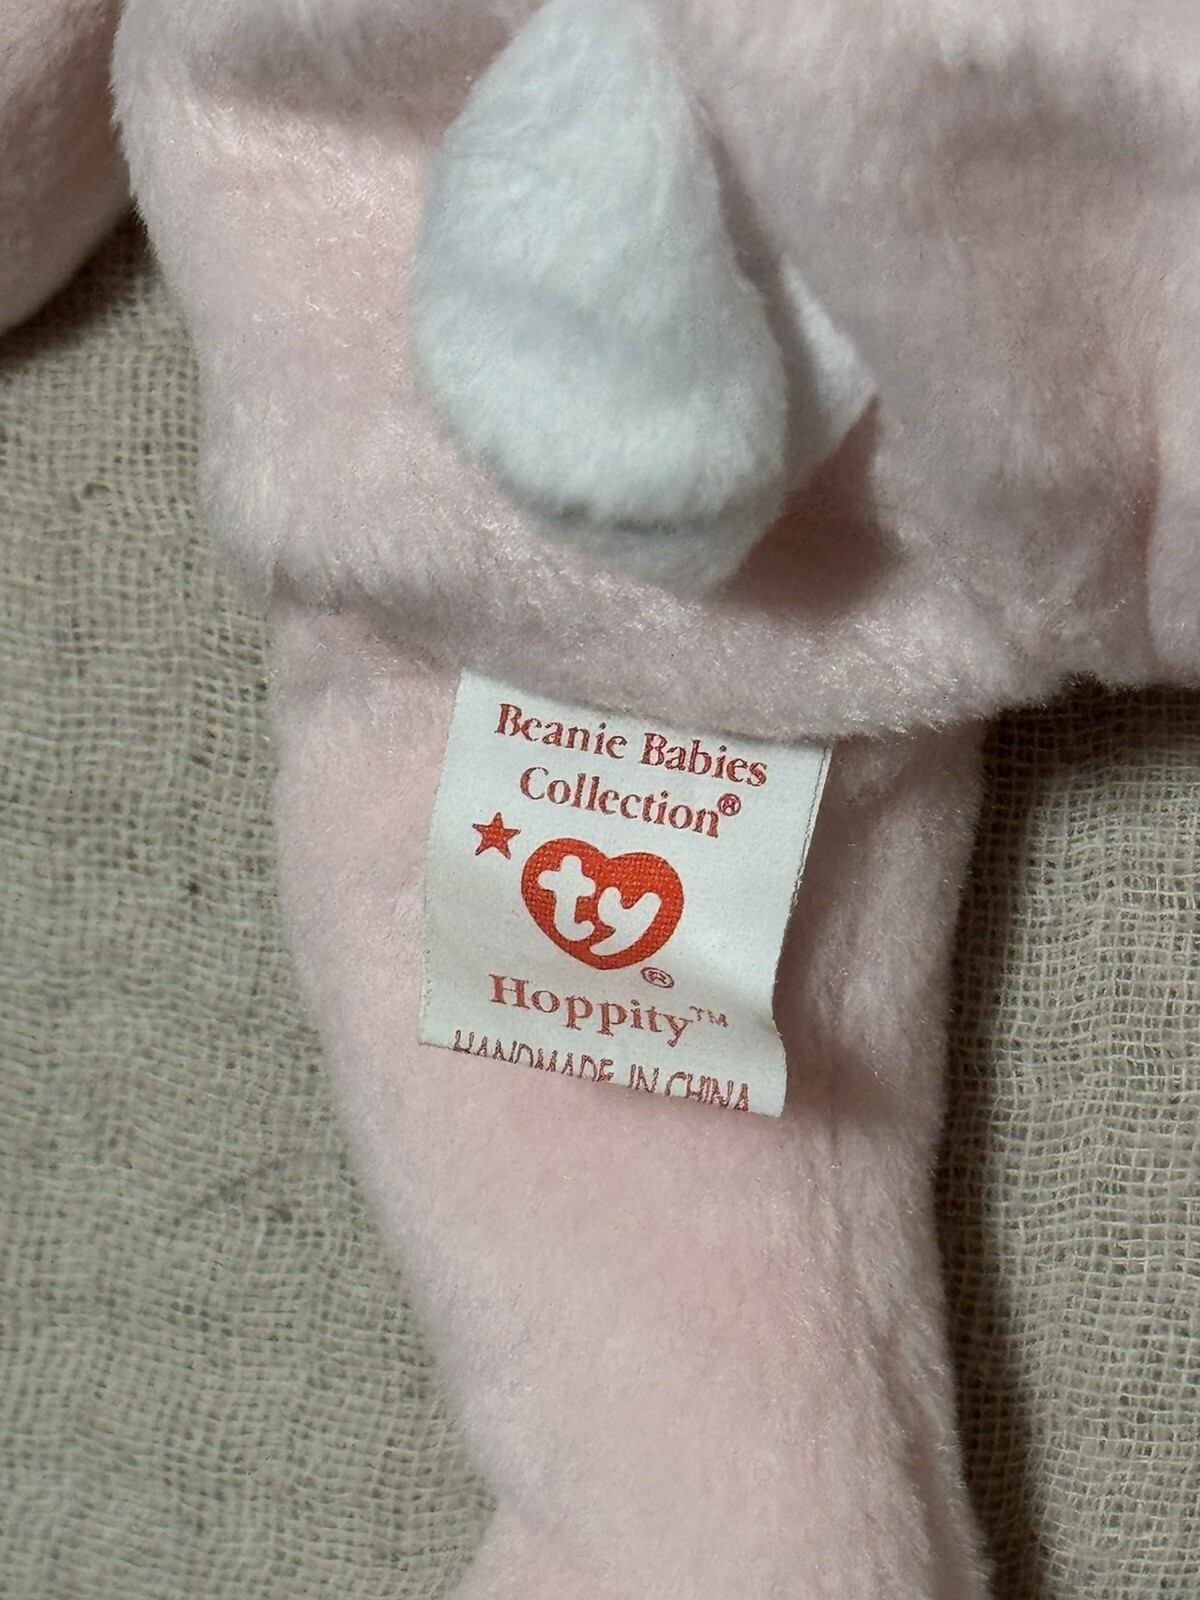 Beanie Babies
Collection®
ty
®
Hoppity™
HANDMADE IN CHINA